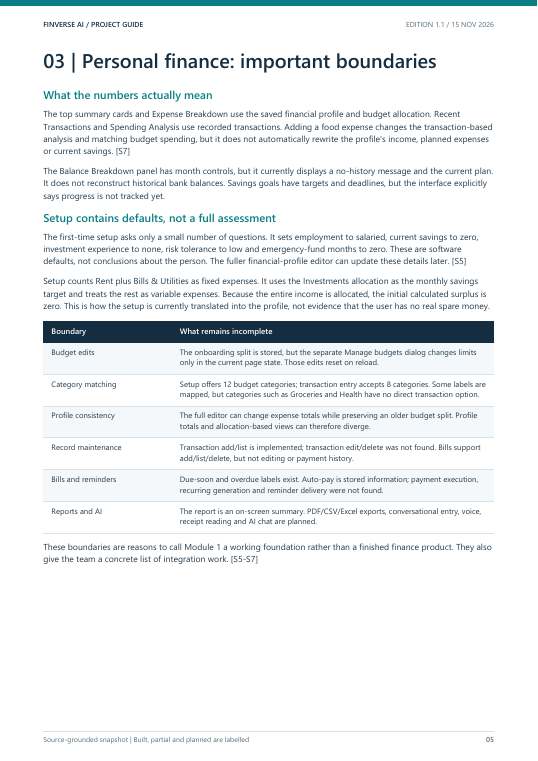 FINVERSE AI / PROJECT GUIDE
EDITION 1.1 / 15 NOV 2026
03 | Personal finance: important boundaries
What the numbers actually mean
The top summary cards and Expense Breakdown use the saved financial profile and budget allocation. Recent
Transactions and Spending Analysis use recorded transactions. Adding a food expense changes the transaction-based
analysis and matching budget spending, but it does not automatically rewrite the profile's income, planned expenses
or current savings. [S7]
The Balance Breakdown panel has month controls, but it currently displays a no-history message and the current plan.
It does not reconstruct historical bank balances. Savings goals have targets and deadlines, but the interface explicitly
says progress is not tracked yet.
Setup contains defaults, not a full assessment
The first-time setup asks only a small number of questions. It sets employment to salaried, current savings to zero,
investment experience to none, risk tolerance to low and emergency-fund months to zero. These are software
defaults, not conclusions about the person. The fuller financial-profile editor can update these details later. [S5]
Setup counts Rent plus Bills & Utilities as fixed expenses. It uses the Investments allocation as the monthly savings
target and treats the rest as variable expenses. Because the entire income is allocated, the initial calculated surplus is
zero. This is how the setup is currently translated into the profile, not evidence that the user has no real spare money.
Boundary
What remains incomplete
Budget edits
The onboarding split is stored, but the separate Manage budgets dialog changes limits
only in the current page state. Those edits reset on reload.
Category matching
Setup offers 12 budget categories; transaction entry accepts 8 categories. Some labels are
mapped, but categories such as Groceries and Health have no direct transaction option.
Profile consistency
The full editor can change expense totals while preserving an older budget split. Profile
totals and allocation-based views can therefore diverge.
Record maintenance
Transaction add/list is implemented; transaction edit/delete was not found. Bills support
add/list/delete, but not editing or payment history.
Bills and reminders
Due-soon and overdue labels exist. Auto-pay is stored information; payment execution,
recurring generation and reminder delivery were not found.
Reports and AI
The report is an on-screen summary. PDF/CSV/Excel exports, conversational entry, voice,
receipt reading and AI chat are planned.
These boundaries are reasons to call Module 1 a working foundation rather than a finished finance product. They also
give the team a concrete list of integration work. [S5-S7]
Source-grounded snapshot | Built, partial and planned are labelled
05